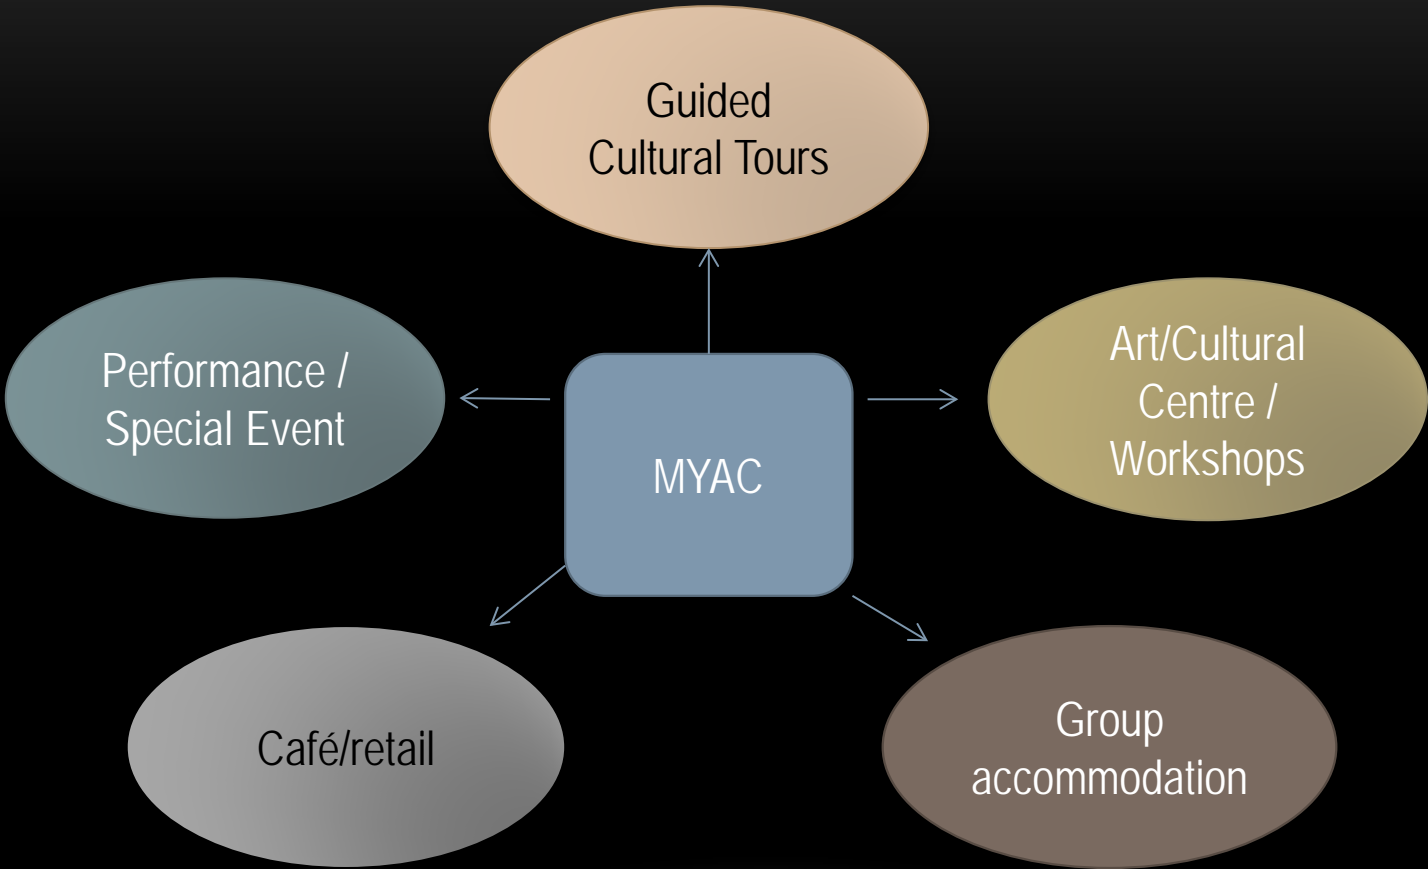 Guided
Cultural Tours
Performance /
Special Event
Art/Cultural
Centre /
Workshops
MYAC
Café/retail
Group
accommodation